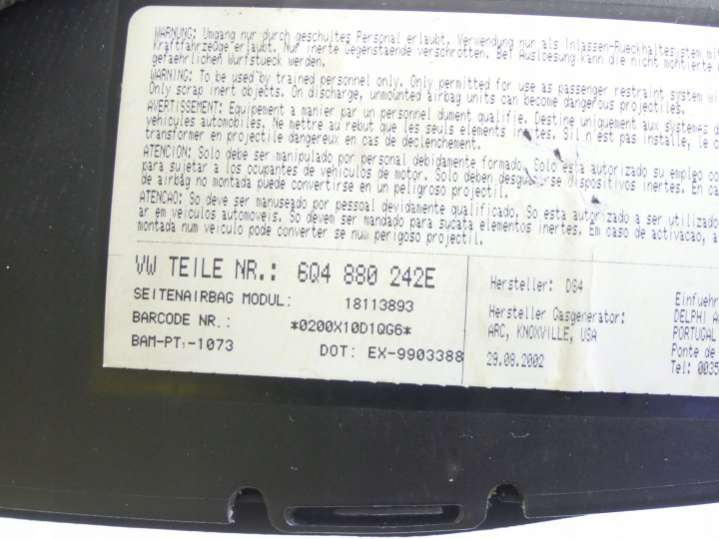 WARNUNG: Umgang nur durch geschultes Personal erlaubt. Verwendung nur als Inlassen-Rueckhaltesystem mit
Kraftfahrzeüge erlaubt. Nur inerte Gegenstaende verschrotten. Bei Ausloesung kann die nicht montierte
gefaehrlichen Wurfstueck werden.
WARNING: To be used by trained personnel only. Only permitted for use as passenger restraint system wi
Only scrap inert objects. On discharge, unmounted airbag units can become dangerous projectiles.
AVERTISSEMENT: Equipement a manier par un personnel dument qualifie. Destine uniquement aux systemes d
vehicules automobiles. Ne mettre au rebut que les seuls elements inertes. Sil n est pas installe, le c
transformer en projectile dangereux en cas de declenchement.
ATENCION: Solo debe ser manipulado por personal debidamente formado. Solo esta autorizado su empleo co
para sujetar a los ocupantes de vehiculos de motor. Solo deben dispositivos inertes. En ca
de airbag no montada puede convertirse en un peligroso projectil.
ATENCAO: So deve ser manuseado por pessoal devidamente qualificado. So esta autorizado a ser utilizado
ar em veiculos automoveis. So devem ser mandado para sucata elementos inertes. Em caso de activacao, a
montada num veiculo pode converter se num perigoso projectil.
VW TEILE NR.: 6Q4 880 242E
SEITENAIRBAG MODUL: 18113893
BARCODE NR.: *0200X10D1QG6*
BAM-PT₁-1073 DOT: EX-9903388
Hersteller: D64
Hersteller Gasgenerator:
ARC, KNOXVILLE, USA
29.08.2002
Einfuehr
DELPHI A
PORTUGAL
Ponte de
Tel: 0035